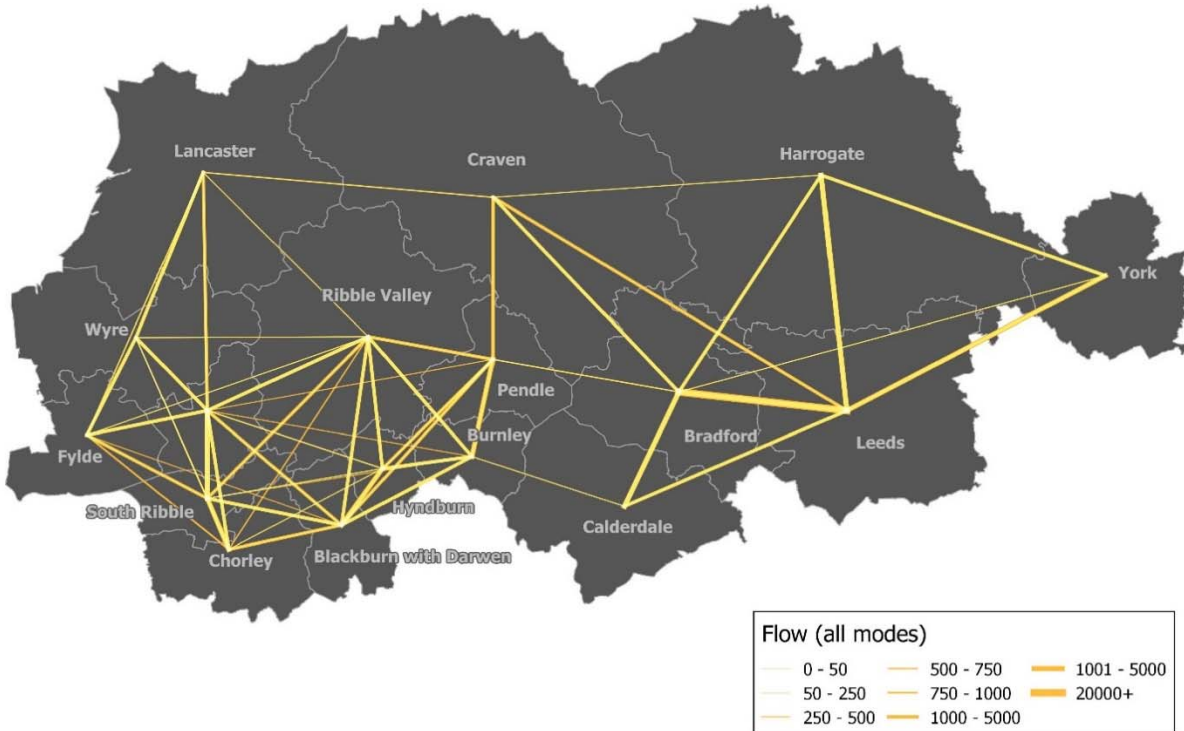 Lancaster
Craven
Harrogate
York
Ribble Valley
Wyre
Pendle
Burnley
Bradford
Leeds
Fylde
South Ribble
Hyndburn
Calderdale
Chorley
Blackburn with Darwen
Flow (all modes)
0 - 50
500 - 750
1001 - 5000
50 - 250
750 - 1000
20000+
250 - 500
1000 - 5000